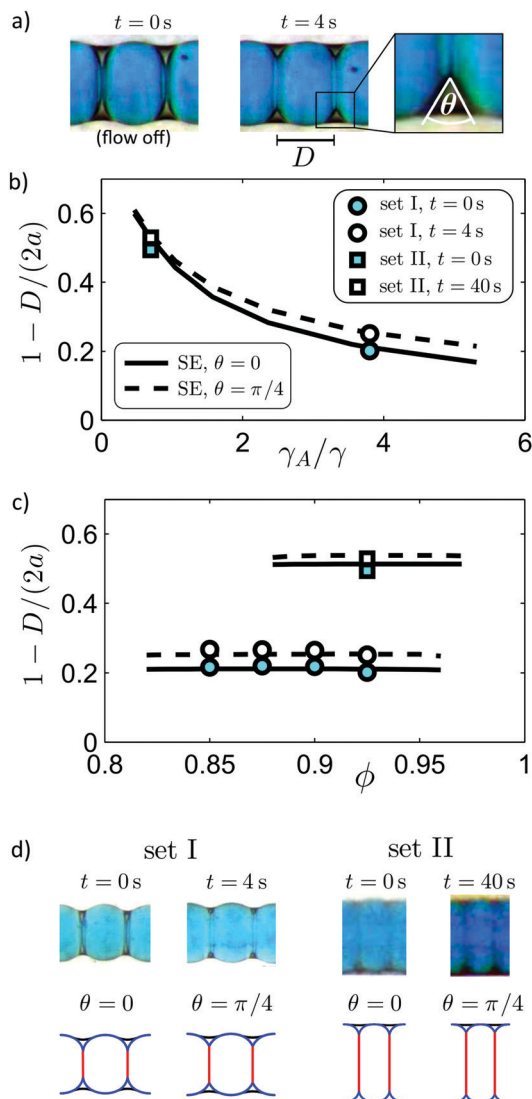 a)
t = 0 s
t = 4 s
(flow off)
D
θ
b)
1 − D/(2a)
0.6
0.4
0.2
0
0
2
4
6
γ_A/γ
set I, t = 0 s
set I, t = 4 s
set II, t = 0 s
set II, t = 40 s
SE, θ = 0
SE, θ = π/4
c)
1 − D/(2a)
0.6
0.4
0.2
0
0.8
0.85
0.9
0.95
1
ϕ
d)
set I
set II
t = 0 s
t = 4 s
t = 0 s
t = 40 s
θ = 0
θ = π/4
θ = 0
θ = π/4